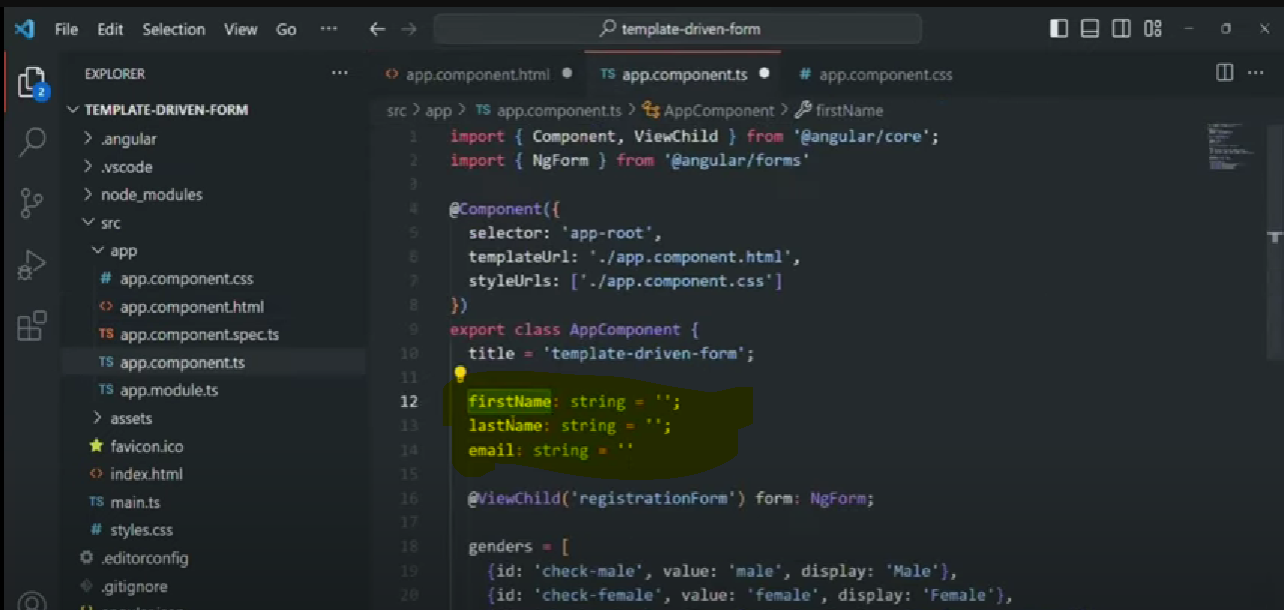 File Edit Selection View Go ··· template-driven-form
EXPLORER ···
app.component.html TS app.component.ts # app.component.css ···
2
TEMPLATE-DRIVEN-FORM
.angular
.vscode
node_modules
src
app
# app.component.css
<> app.component.html
TS app.component.spec.ts
TS app.component.ts
TS app.module.ts
assets
favicon.ico
<> index.html
TS main.ts
# styles.css
.editorconfig
.gitignore
src > app > TS app.component.ts > AppComponent > firstName
1 import { Component, ViewChild } from '@angular/core';
2 import { NgForm } from '@angular/forms'
3
4 @Component({
5 selector: 'app-root',
6 templateUrl: './app.component.html',
7 styleUrls: ['./app.component.css']
8 })
9 export class AppComponent {
10 title = 'template-driven-form';
11
12 firstName: string = '';
13 lastName: string = '';
14 email: string = ''
15
16 @ViewChild('registrationForm') form: NgForm;
17
18 genders = [
19 {id: 'check-male', value: 'male', display: 'Male'},
20 {id: 'check-female', value: 'female', display: 'Female'},